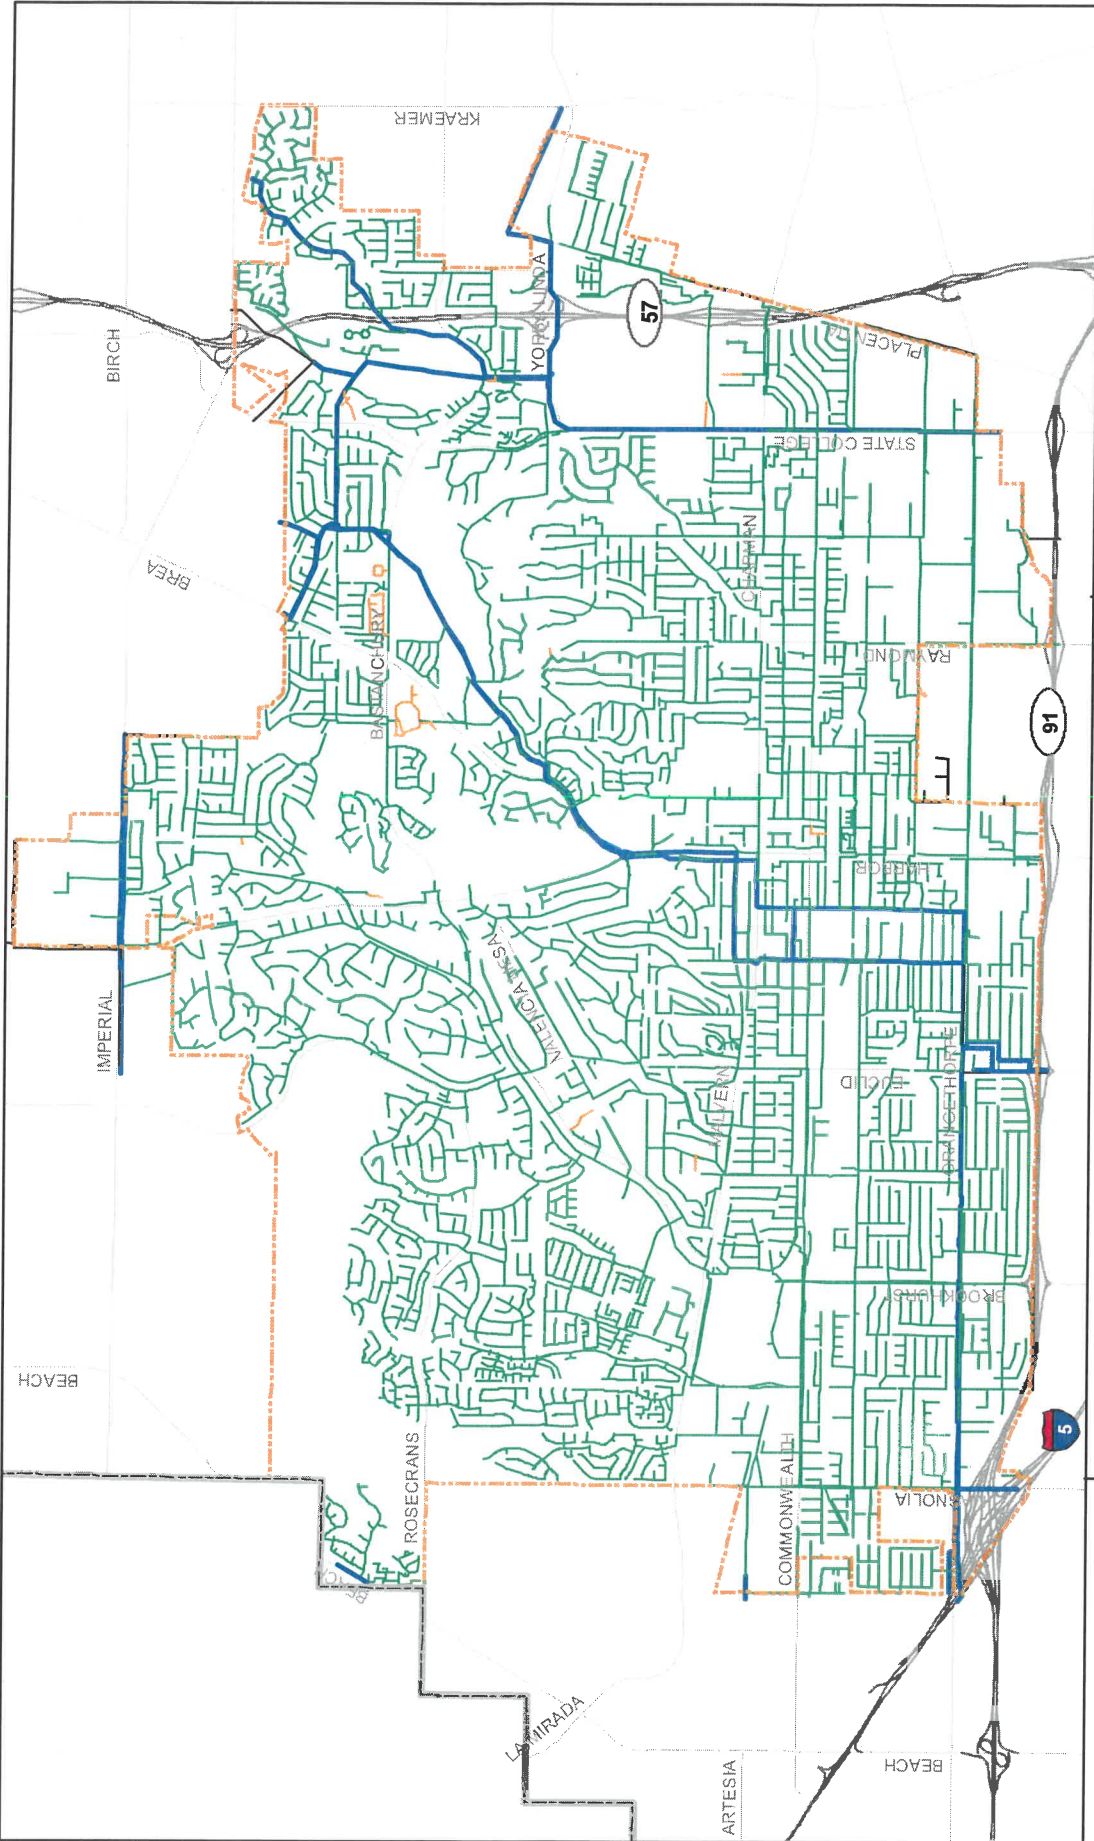 KRAEMER
BIRCH
57
YORBA LINDA
PLACENTIA
STATE COLLEGE
BREA
BASTANCHURY
CHAPMAN
RAYMOND
91
HARBOR
IMPERIAL
VALENCIA MESA
MALVERN
EUCLID
ORANGETHORPE
BROOKHURST
BEACH
ROSECRANS
COMMONWEALTH
5
LA MIRADA
ARTESIA
BEACH